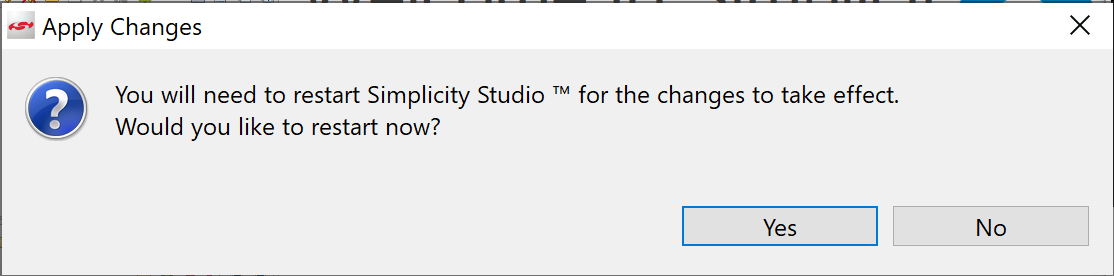 Apply Changes
You will need to restart Simplicity Studio ™ for the changes to take effect.
Would you like to restart now?
Yes
No